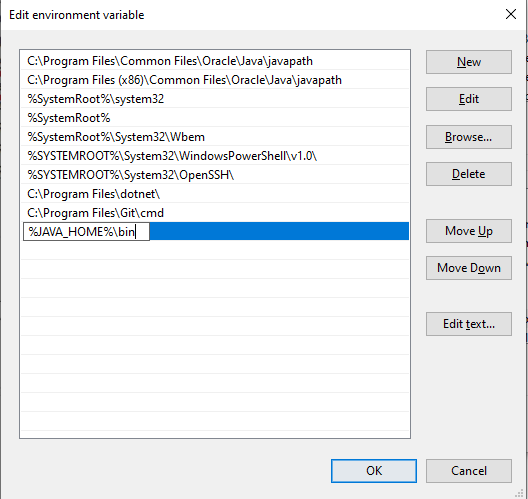 Edit environment variable
C:\Program Files\Common Files\Oracle\Java\javapath
C:\Program Files (x86)\Common Files\Oracle\Java\javapath
%SystemRoot%\system32
%SystemRoot%
%SystemRoot%\System32\Wbem
%SYSTEMROOT%\System32\WindowsPowerShell\v1.0\
%SYSTEMROOT%\System32\OpenSSH\
C:\Program Files\dotnet\
C:\Program Files\Git\cmd
%JAVA_HOME%\bin
New
Edit
Browse...
Delete
Move Up
Move Down
Edit text...
OK
Cancel